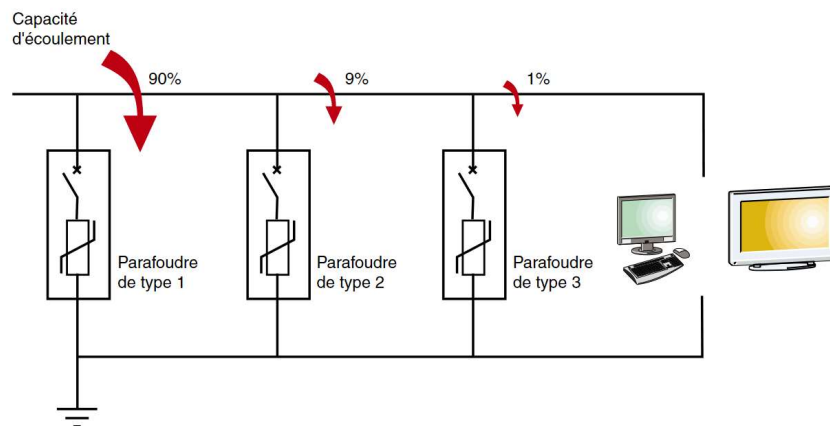 Capacité
d'écoulement
90%
9%
1%
Parafoudre
de type 1
Parafoudre
de type 2
Parafoudre
de type 3